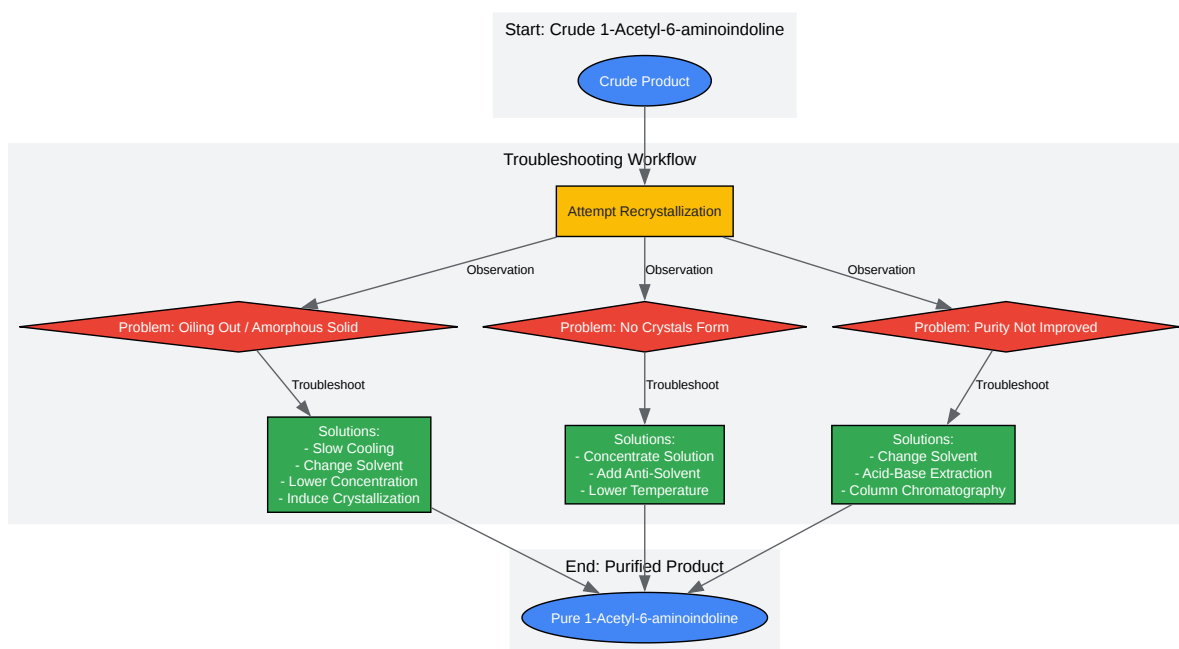 Start: Crude 1-Acetyl-6-aminoindoline
Crude Product
Troubleshooting Workflow
Attempt Recrystallization
Observation
Observation
Observation
Problem: Oiling Out / Amorphous Solid
Problem: No Crystals Form
Problem: Purity Not Improved
Troubleshoot
Troubleshoot
Troubleshoot
Solutions:
- Slow Cooling
- Change Solvent
- Lower Concentration
- Induce Crystallization
Solutions:
- Concentrate Solution
- Add Anti-Solvent
- Lower Temperature
Solutions:
- Change Solvent
- Acid-Base Extraction
- Column Chromatography
End: Purified Product
Pure 1-Acetyl-6-aminoindoline